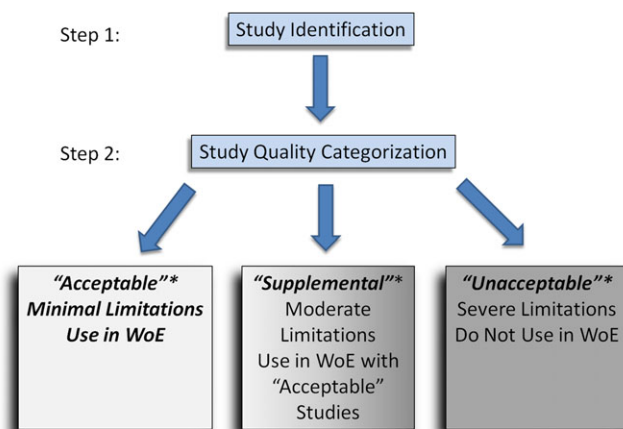 Step 1:
Study Identification
Step 2:
Study Quality Categorization
“Acceptable”*
Minimal Limitations
Use in WoE
“Supplemental”*
Moderate
Limitations
Use in WoE with
“Acceptable”
Studies
“Unacceptable”*
Severe Limitations
Do Not Use in WoE